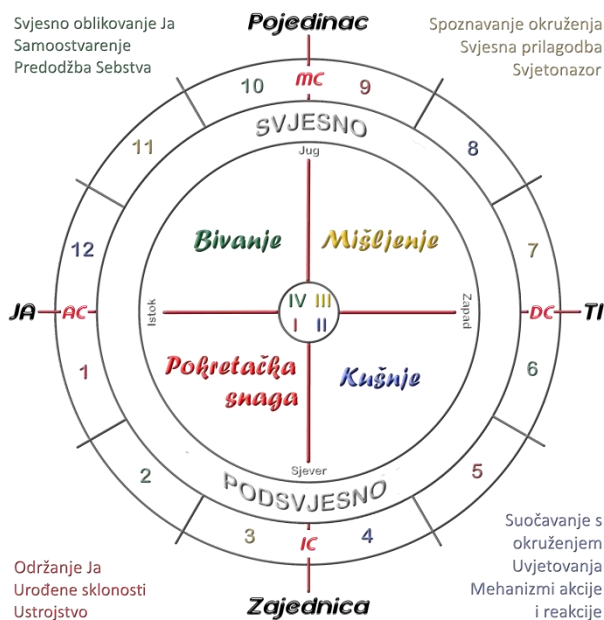 Svjesno oblikovanje Ja
Samoostvarenje
Predodžba Sebstva
Pojedinac
Spoznavanje okruženja
Svjesna prilagodba
Svjetonazor
10
MC
9
11
SVJESNO
8
Jug
12
Bivanje
Mišljenje
7
JA
AC
Istok
IV
III
I
II
Zapad
DC
TI
1
Pokretačka
snaga
Kušnje
6
Sjever
2
PODSVJESNO
5
3
IC
4
Održanje Ja
Urođene sklonosti
Ustrojstvo
Zajednica
Suočavanje s
okruženjem
Uvjetovanja
Mehanizmi akcije
i reakcije